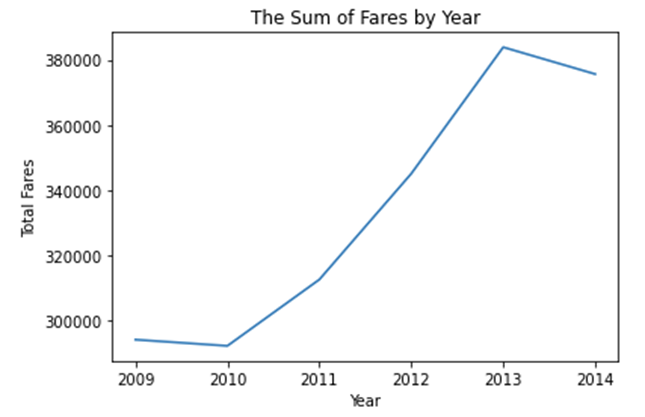 The Sum of Fares by Year
Total Fares
380000
360000
340000
320000
300000
2009 2010 2011 2012 2013 2014
Year